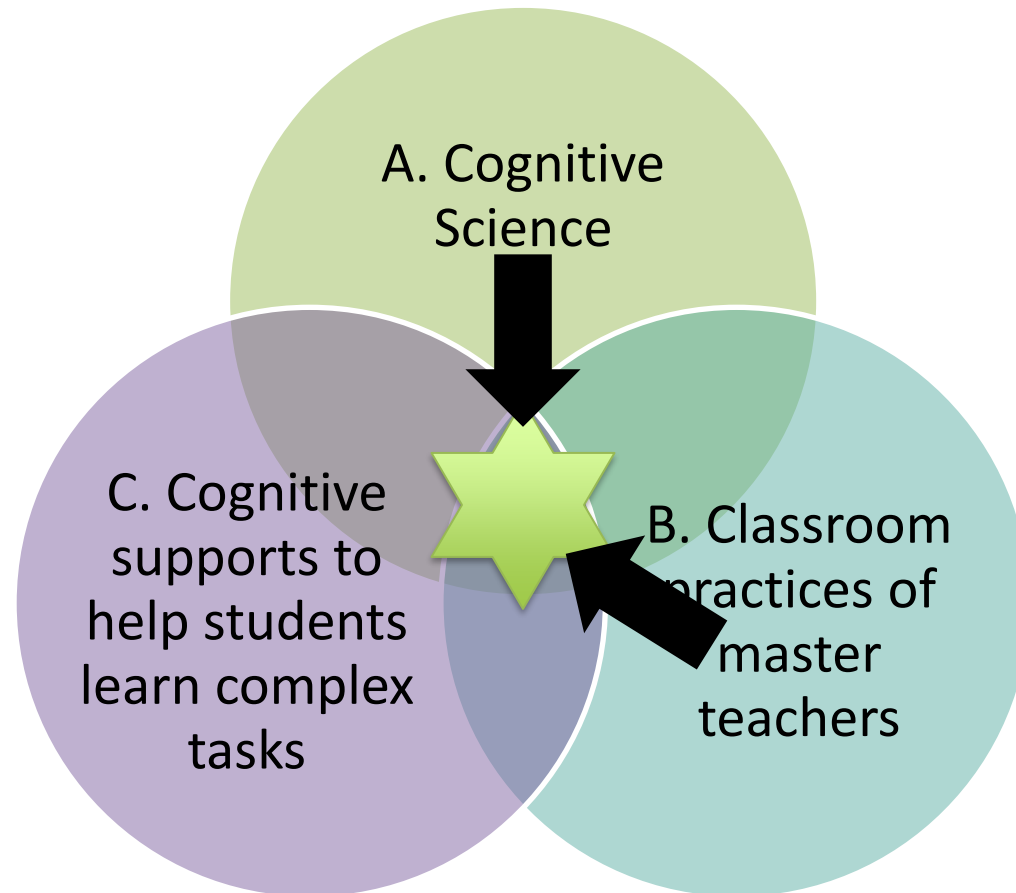 A. Cognitive
Science
C. Cognitive
supports to
help students
learn complex
tasks
B. Classroom
practices of
master
teachers